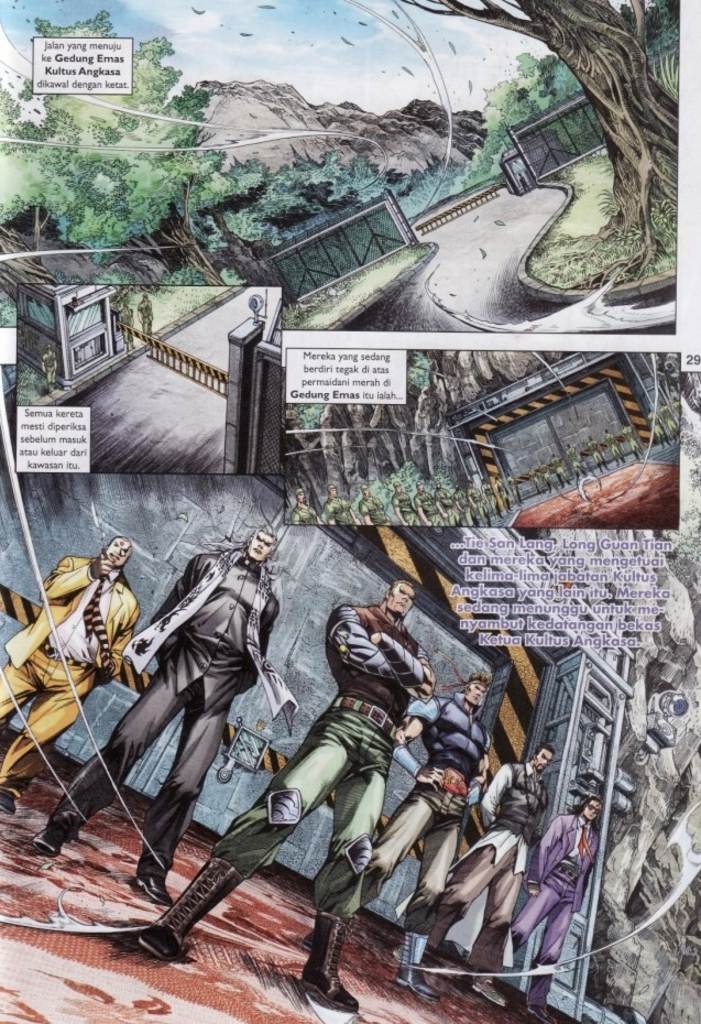 Jalan yang menuju
ke Gedung Emas
Kultus Angkasa
dikawal dengan ketat.
Semua kereta
mesti diperiksa
sebelum masuk
atau keluar dari
kawasan itu.
Mereka yang sedang
berdiri tegak di atas
permaidani merah di
Gedung Emas itu ialah...
29
...Tie San Lang, Long Guan Tian
dan mereka yang mengetuai
kelima-lima jabatan Kultus
Angkasa yang lain itu. Mereka
sedang menunggu untuk me-
nyambut kedatangan bekas
Ketua Kultus Angkasa.